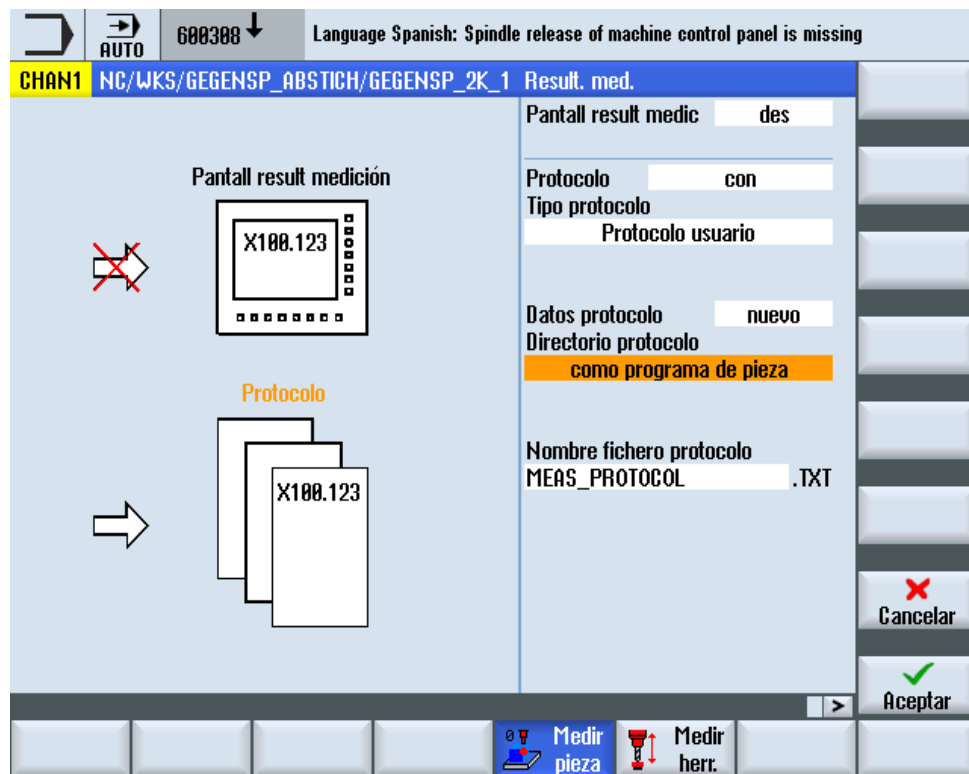 AUTO
600308
Language Spanish: Spindle release of machine control panel is missing
CHAN1 NC/WKS/GEGENSP_ABSTICH/GEGENSP_2K_1 Result. med.
Pantall result medic des
Pantall result medición
X100.123
Protocolo con
Tipo protocolo
Protocolo usuario
Datos protocolo nuevo
Directorio protocolo
como programa de pieza
Protocolo
X100.123
Nombre fichero protocolo
MEAS_PROTOCOL .TXT
Cancelar
Aceptar
>
0 Medir pieza
Medir herr.